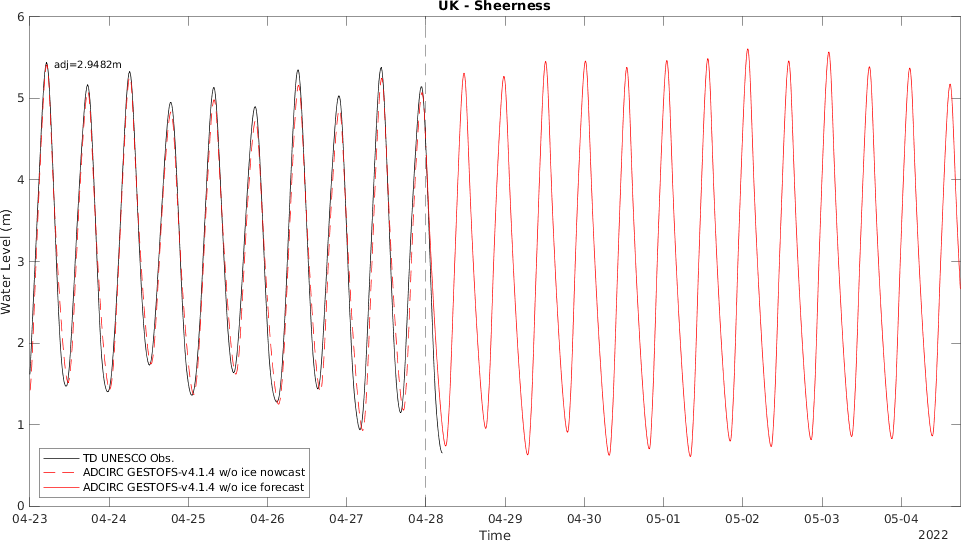 UK - Sheerness
6
adj=2.9482m
5
4
3
2
1
0
Water Level (m)
TD UNESCO Obs.
ADCIRC GESTOFS-v4.1.4 w/o ice nowcast
ADCIRC GESTOFS-v4.1.4 w/o ice forecast
04-23 04-24 04-25 04-26 04-27 04-28 04-29 04-30 05-01 05-02 05-03 05-04
Time
2022